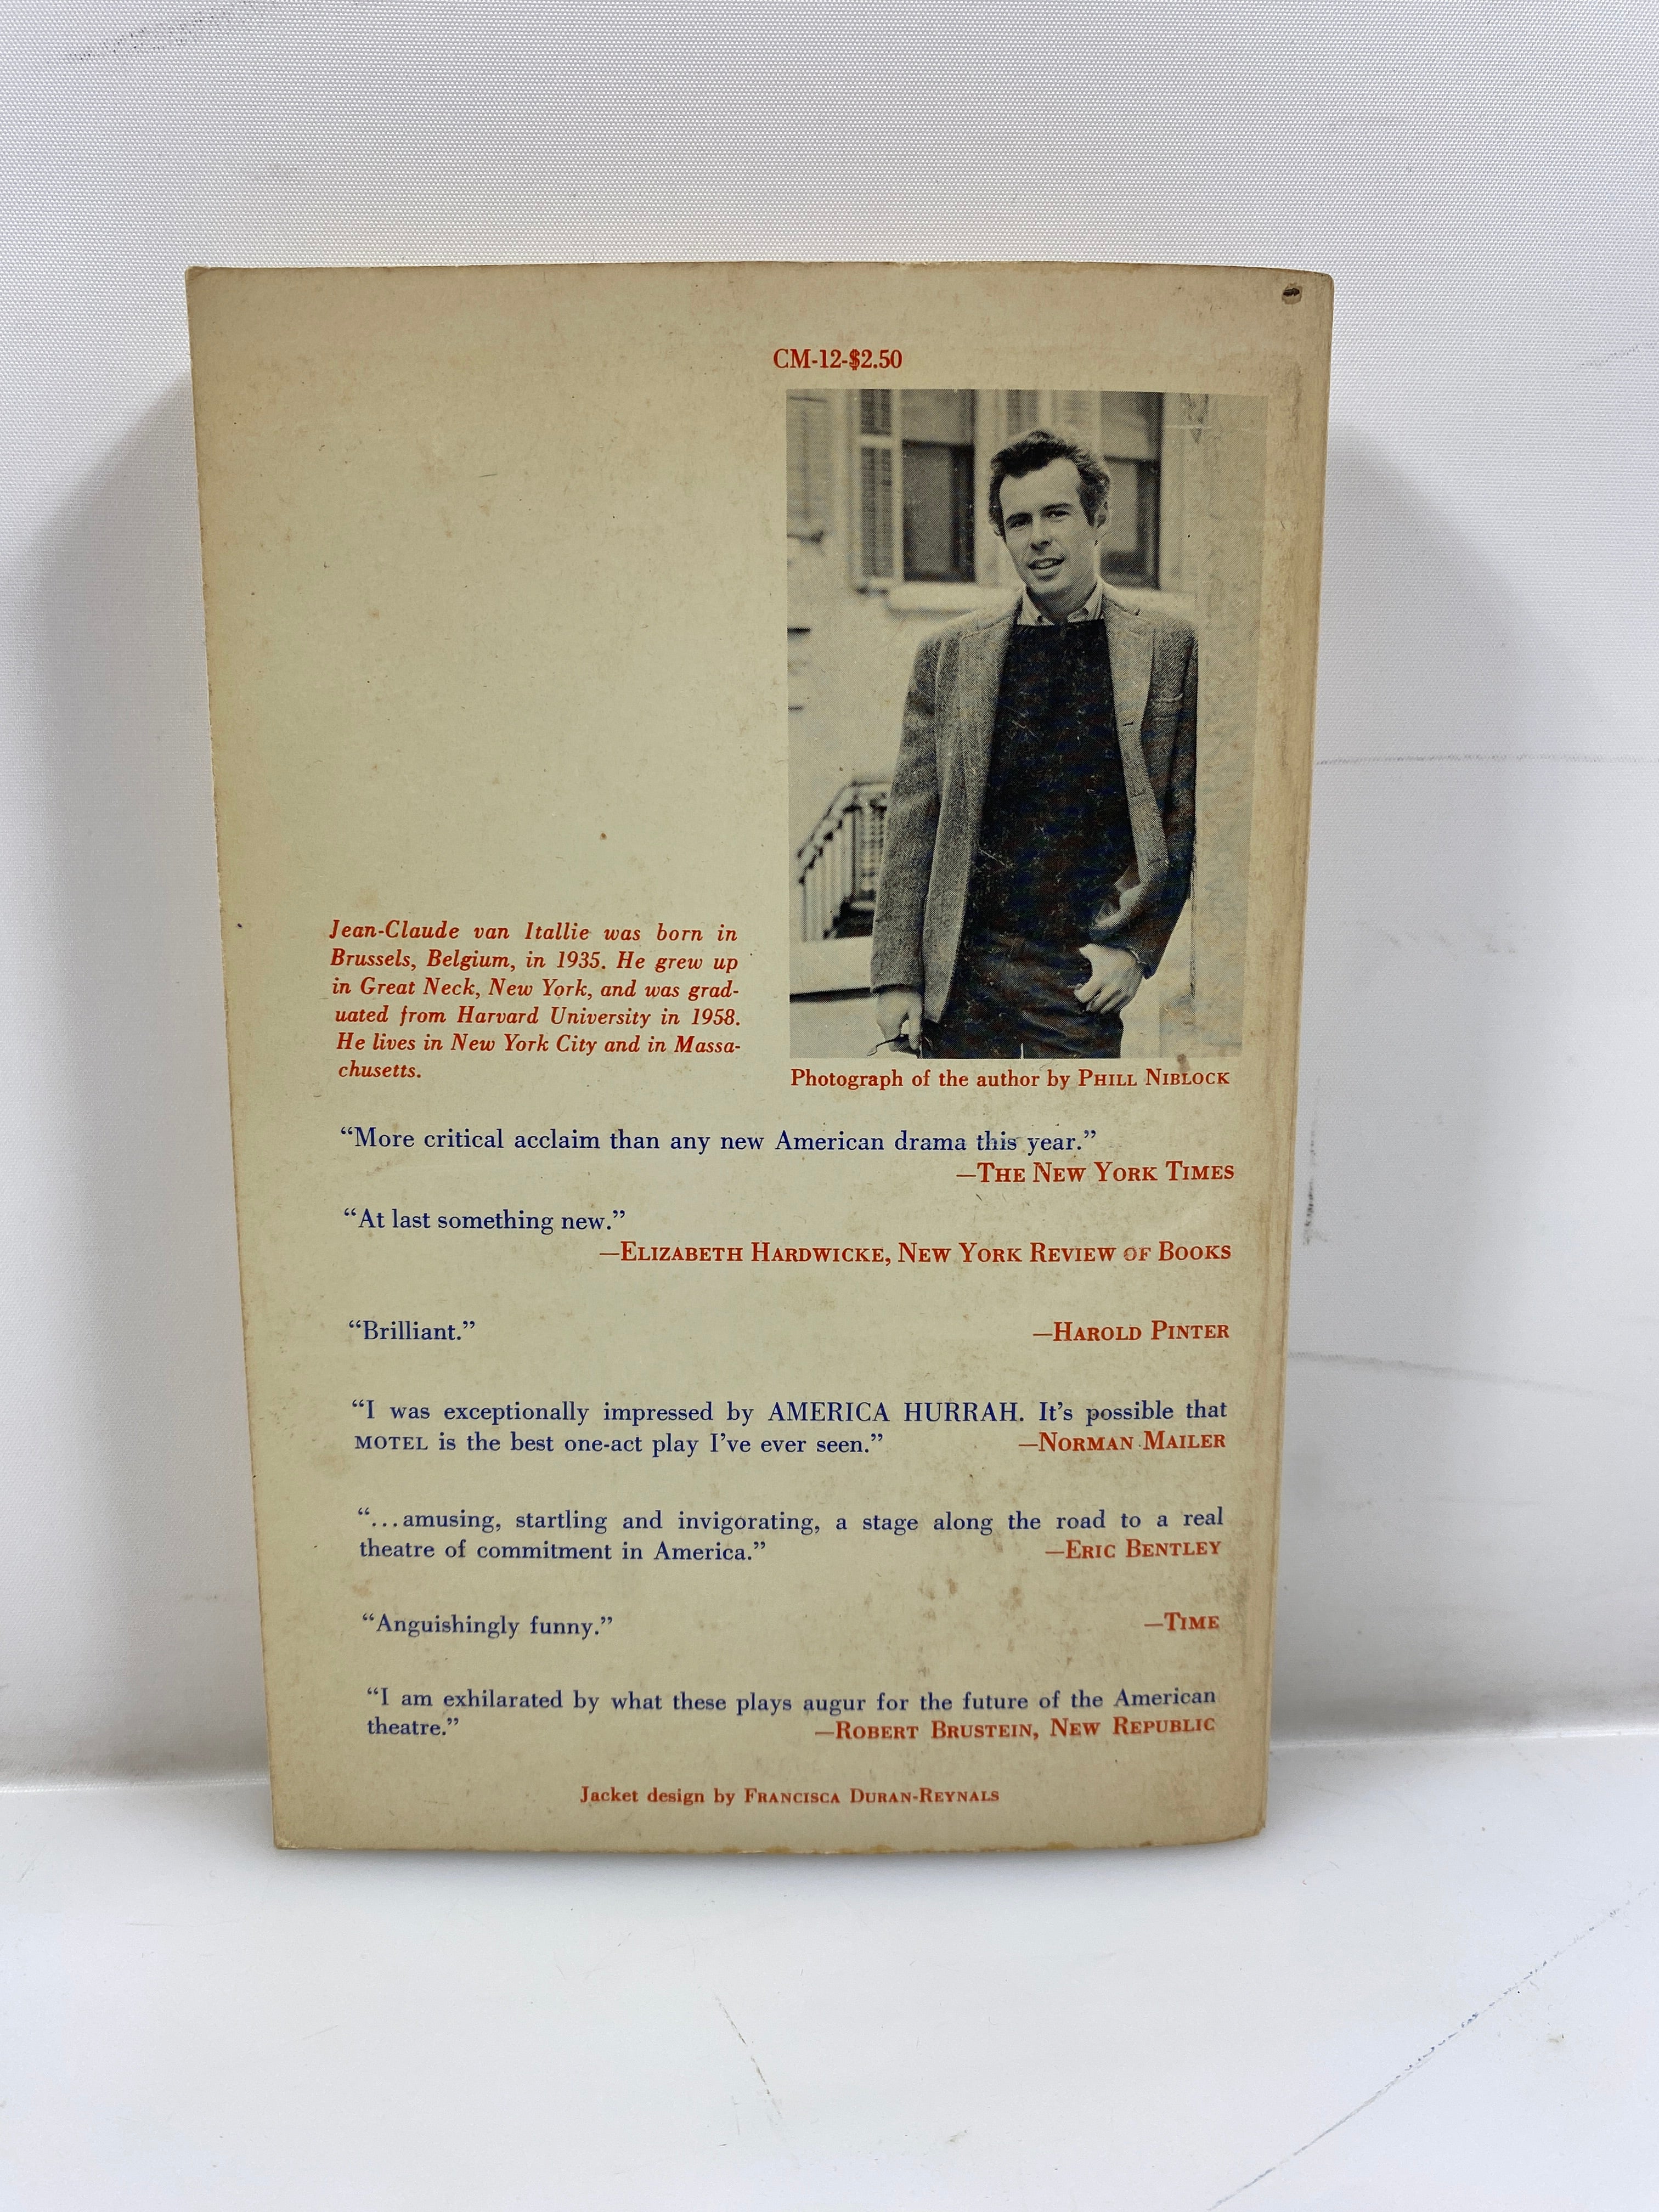 CM-12-$2.50
Jean-Claude van Itallie was born in
Brussels, Belgium, in 1935. He grew up
in Great Neck, New York, and was grad-
uated from Harvard University in 1958.
He lives in New York City and in Massa-
chusetts.
Photograph of the author by PHILL NIBLOCK
“More critical acclaim than any new American drama this year.”
—THE NEW YORK TIMES
“At last something new.”
—ELIZABETH HARDWICKE, NEW YORK REVIEW OF BOOKS
“Brilliant.” —HAROLD PINTER
“I was exceptionally impressed by AMERICA HURRAH. It's possible that
MOTEL is the best one-act play I've ever seen.” —NORMAN MAILER
“...amusing, startling and invigorating, a stage along the road to a real
theatre of commitment in America.” —ERIC BENTLEY
“Anguishingly funny.” —TIME
“I am exhilarated by what these plays augur for the future of the American
theatre.” —ROBERT BRUSTEIN, NEW REPUBLIC
Jacket design by FRANCISCA DURAN-REYNALS